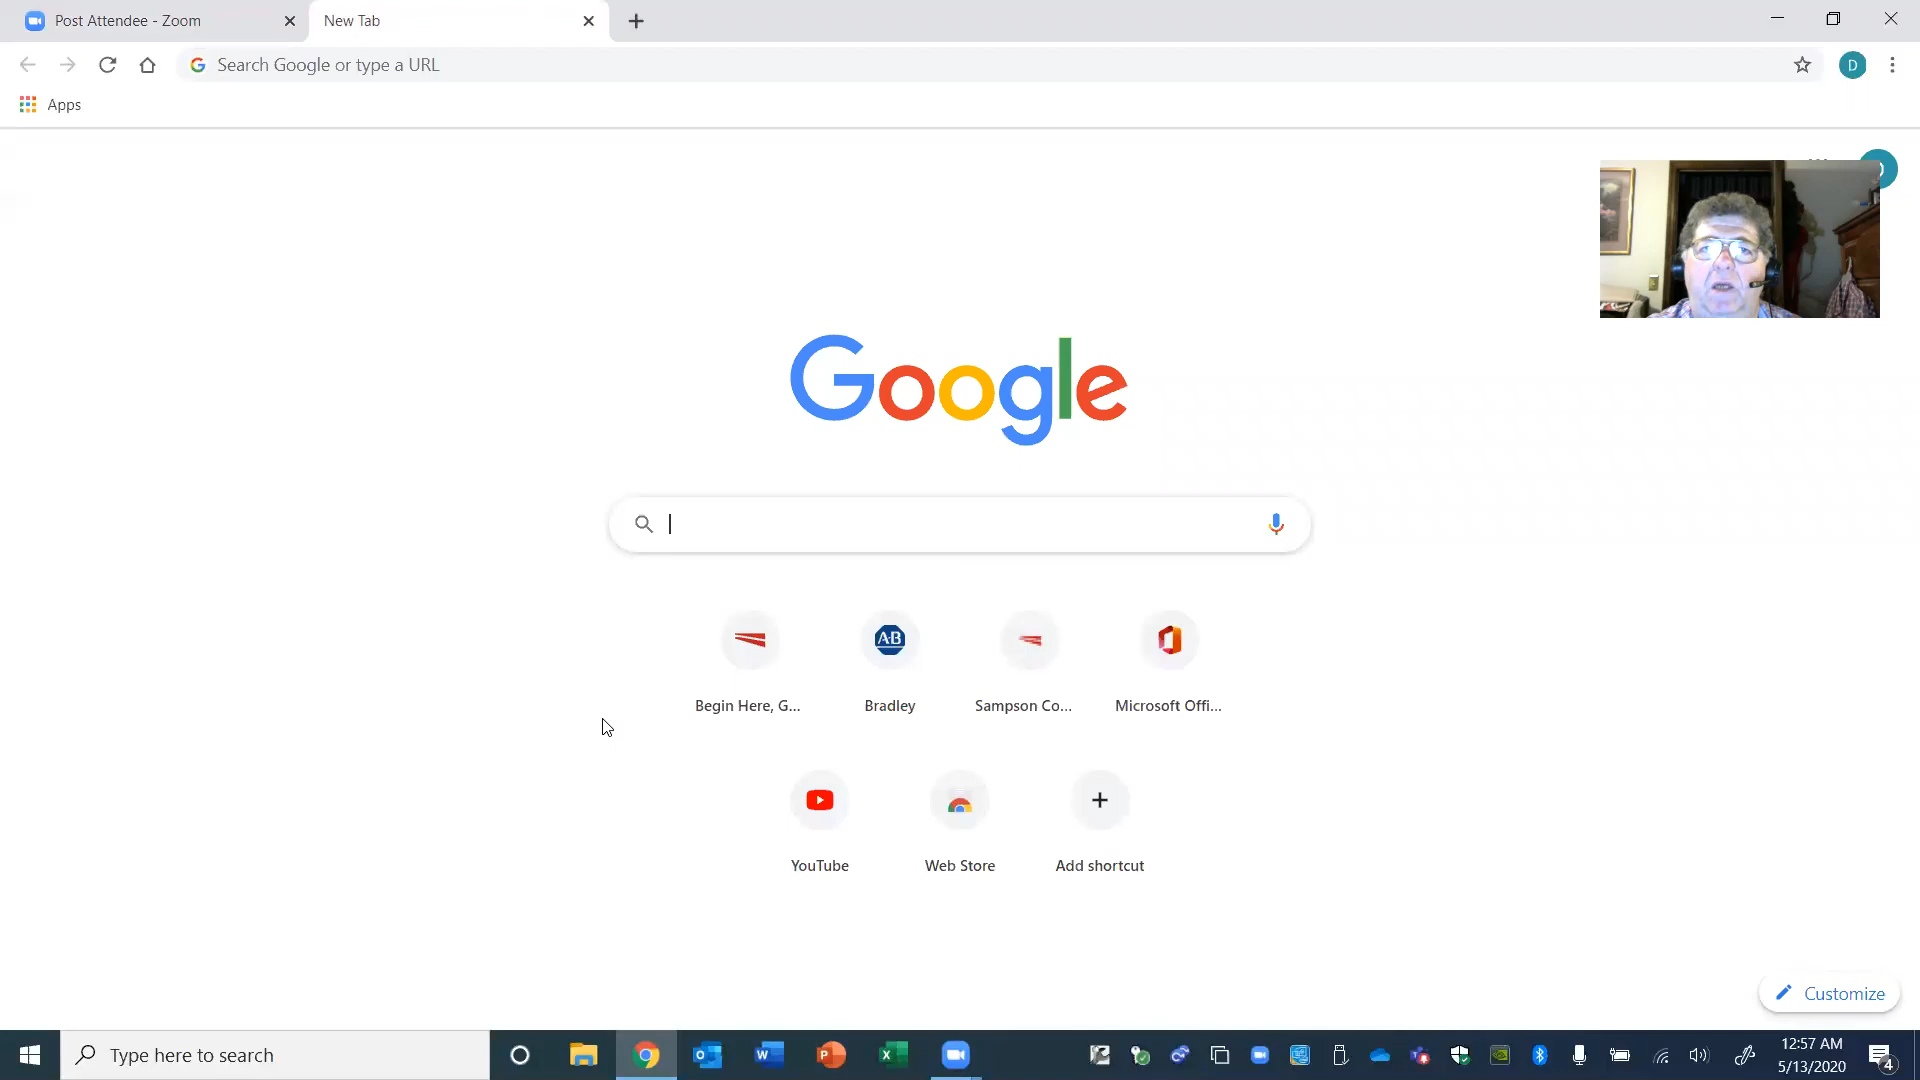 Post Attendee - Zoom
New Tab
Search Google or type a URL
D
Apps
Google
Begin Here, G...
A-B
Bradley
Sampson Co...
Microsoft Offi...
YouTube
Web Store
Add shortcut
Customize
Type here to search
12:57 AM
5/13/2020
4